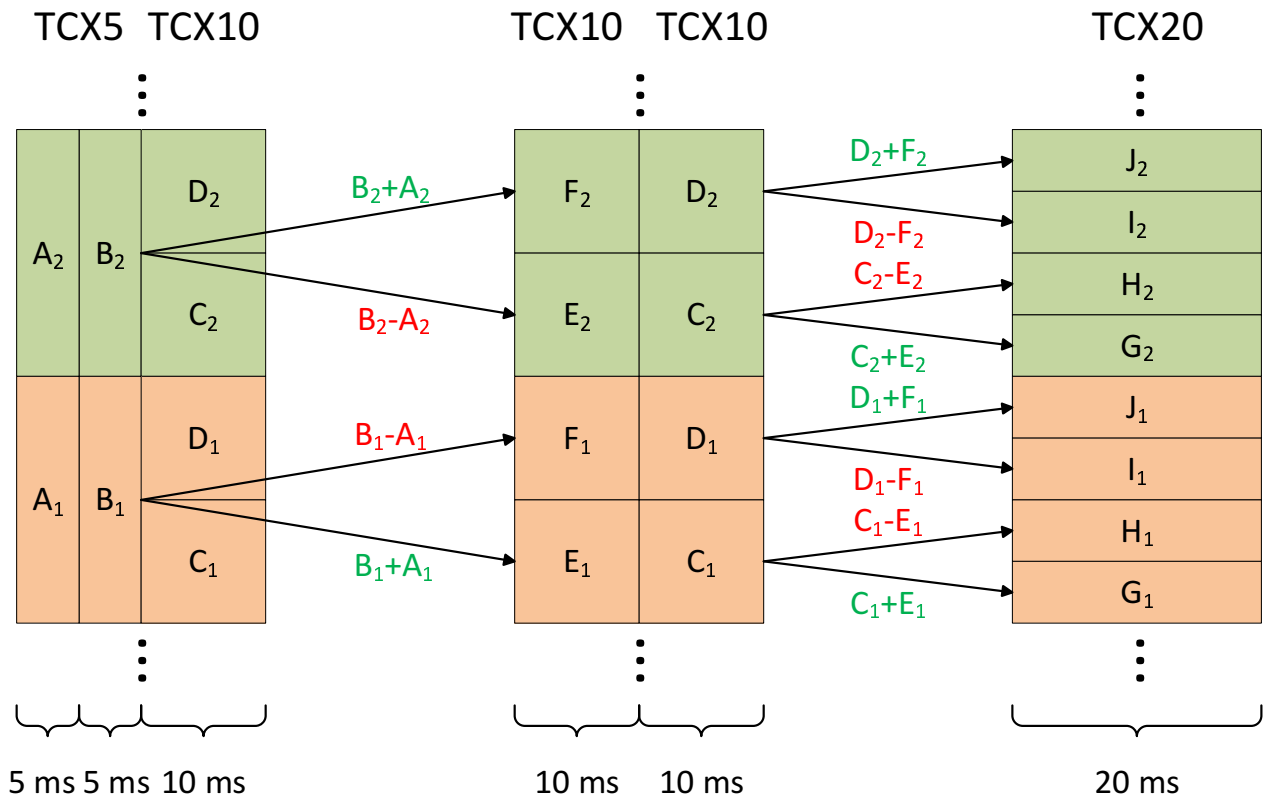 TCX5 TCX10 TCX10 TCX10 TCX20
D₂ B₂+A₂ F₂ D₂ D₂+F₂ J₂
A₂ B₂ D₂-F₂ I₂
C₂ B₂-A₂ E₂ C₂ C₂-E₂ H₂
C₂+E₂ G₂
D₁ B₁-A₁ F₁ D₁ D₁+F₁ J₁
A₁ B₁ D₁-F₁ I₁
C₁ B₁+A₁ E₁ C₁ C₁-E₁ H₁
C₁+E₁ G₁
5 ms 5 ms 10 ms 10 ms 10 ms 20 ms